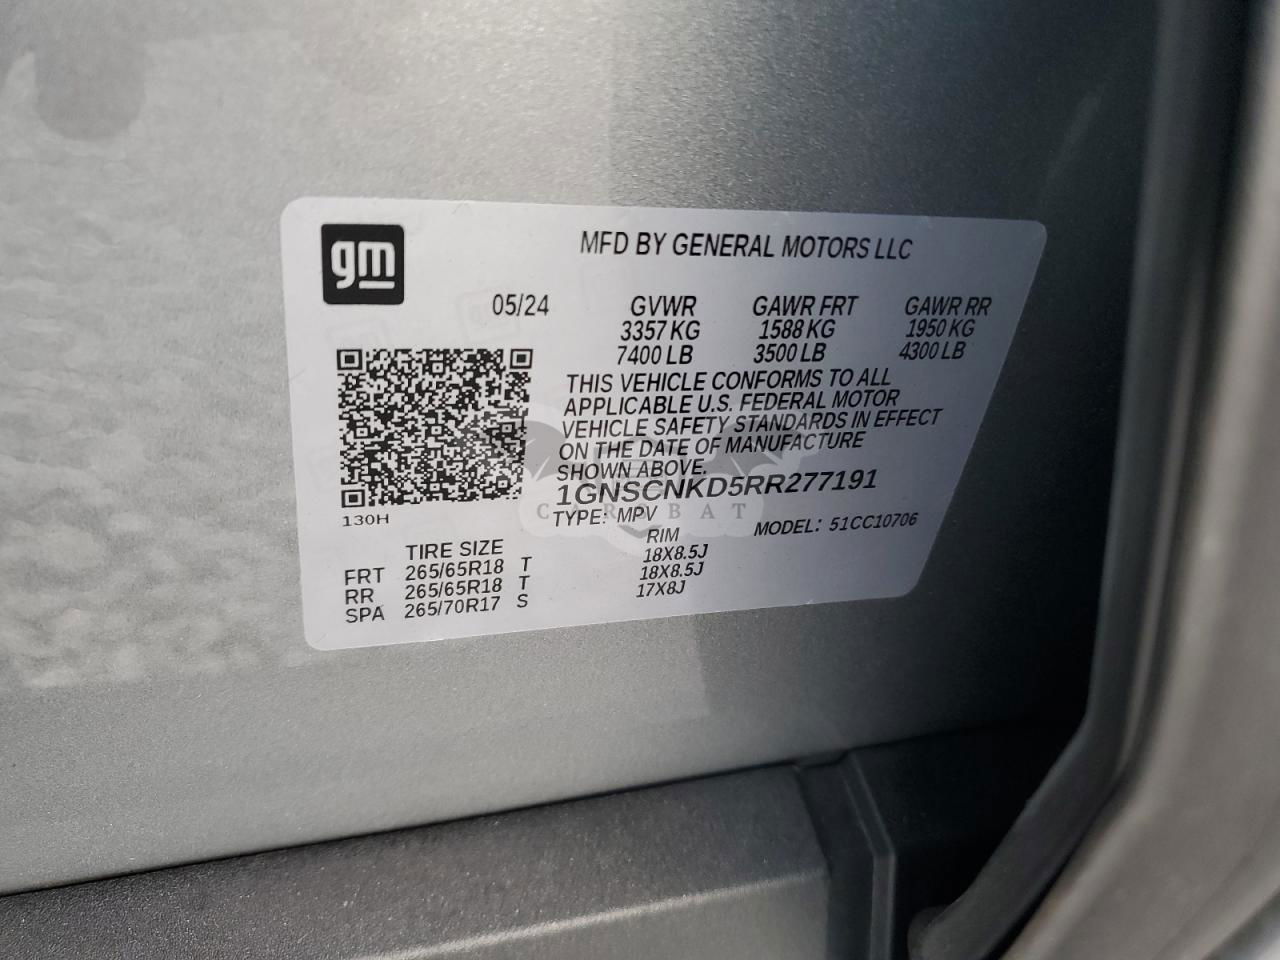 gm
MFD BY GENERAL MOTORS LLC
05/24 GVWR GAWR FRT GAWR RR
3357 KG 1588 KG 1950 KG
7400 LB 3500 LB 4300 LB
THIS VEHICLE CONFORMS TO ALL
APPLICABLE U.S. FEDERAL MOTOR
VEHICLE SAFETY STANDARDS IN EFFECT
ON THE DATE OF MANUFACTURE
SHOWN ABOVE.
1GNSCNKD5RR277191
CAR BAT
130H
TYPE: MPV MODEL: 51CC10706
TIRE SIZE RIM
FRT 265/65R18 T 18X8.5J
RR 265/65R18 T 18X8.5J
SPA 265/70R17 S 17X8J